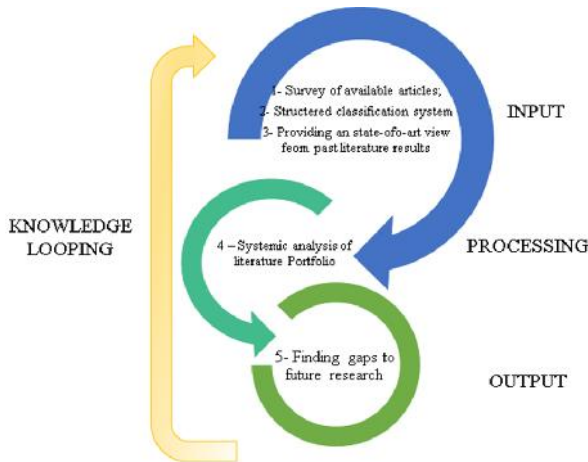 1- Survey of available articles;
2- Structered classification system
3- Providing an state-ofo-art view
feom past literature results
INPUT
KNOWLEDGE
LOOPING
4 – Systemic analysis of
literature Portfolio
PROCESSING
5- Finding gaps to
future research
OUTPUT